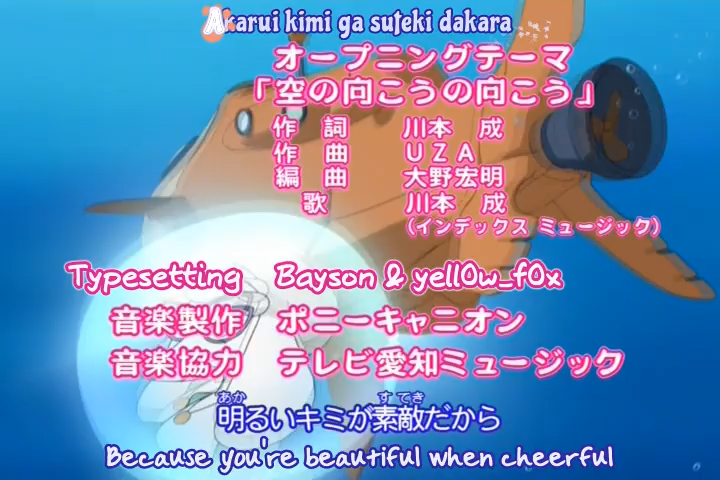 Akarui kimi ga suteki dakara
オープニングテーマ
「空の向こうの向こう」
作 詞 川本 成
作 曲 UZA
編 曲 大野宏明
歌 川本 成
(インデックス ミュージック)
Typesetting Bayson & yell0w_f0x
音楽製作 ポニーキャニオン
音楽協力 テレビ愛知ミュージック
あか すてき
明るいキミが素敵だから
Because you're beautiful when cheerful